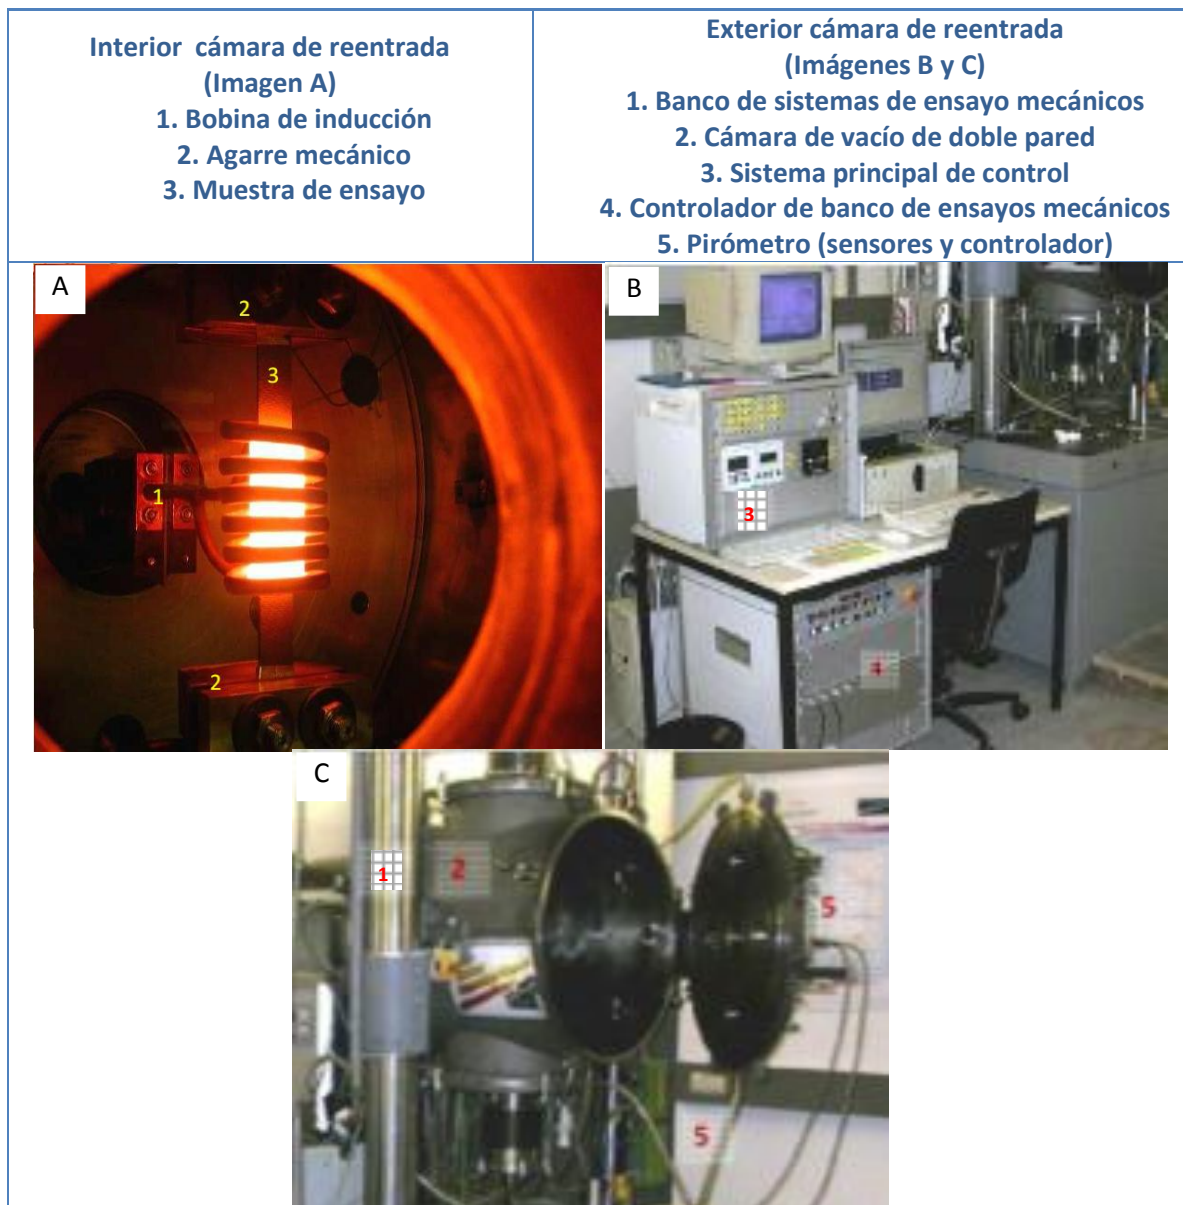 Interior cámara de reentrada
(Imagen A)
1. Bobina de inducción
2. Agarre mecánico
3. Muestra de ensayo
Exterior cámara de reentrada
(Imágenes B y C)
1. Banco de sistemas de ensayo mecánicos
2. Cámara de vacío de doble pared
3. Sistema principal de control
4. Controlador de banco de ensayos mecánicos
5. Pirómetro (sensores y controlador)
A
2
3
1
2
B
3
4
C
1
2
5
5